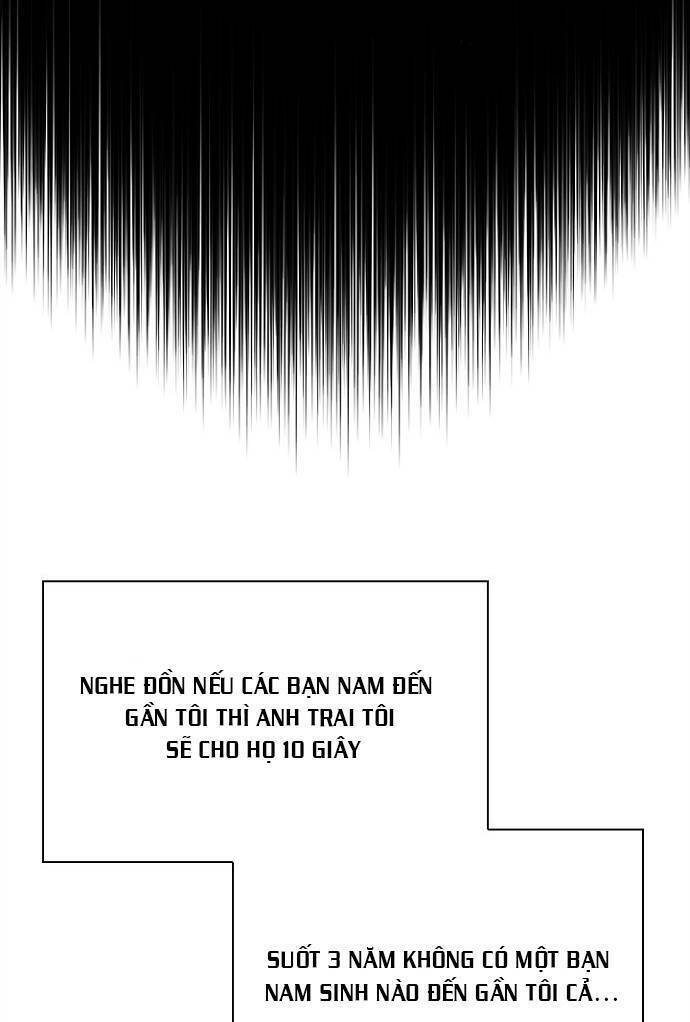 NGHE ĐỒN NẾU CÁC BẠN NAM ĐẾN
GẦN TÔI THÌ ANH TRAI TÔI
SẼ CHO HỌ 10 GIÂY
SUỐT 3 NĂM KHÔNG CÓ MỘT BẠN
NAM SINH NÀO ĐẾN GẦN TÔI CẢ...